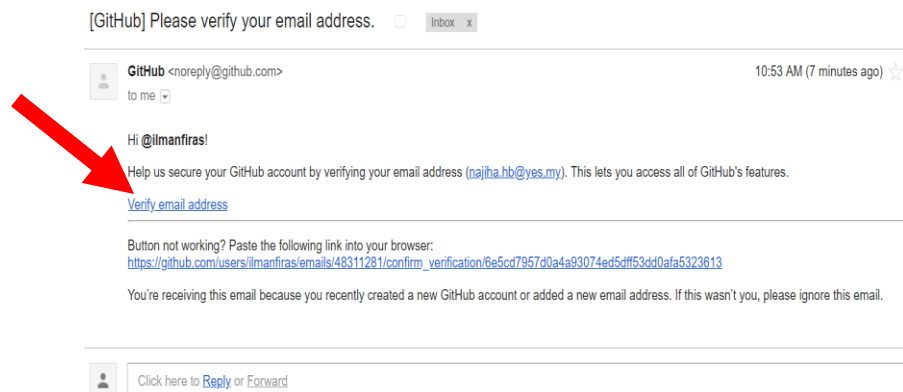 [GitHub] Please verify your email address.
Inbox x
GitHub <noreply@github.com>
10:53 AM (7 minutes ago)
to me
Hi @ilmanfiras!
Help us secure your GitHub account by verifying your email address (najiha.hb@yes.my). This lets you access all of GitHub's features.
Verify email address
Button not working? Paste the following link into your browser:
https://github.com/users/ilmanfiras/emails/48311281/confirm_verification/6e5cd7957d0a4a93074ed5dff53dd0afa5323613
You're receiving this email because you recently created a new GitHub account or added a new email address. If this wasn't you, please ignore this email.
Click here to Reply or Forward